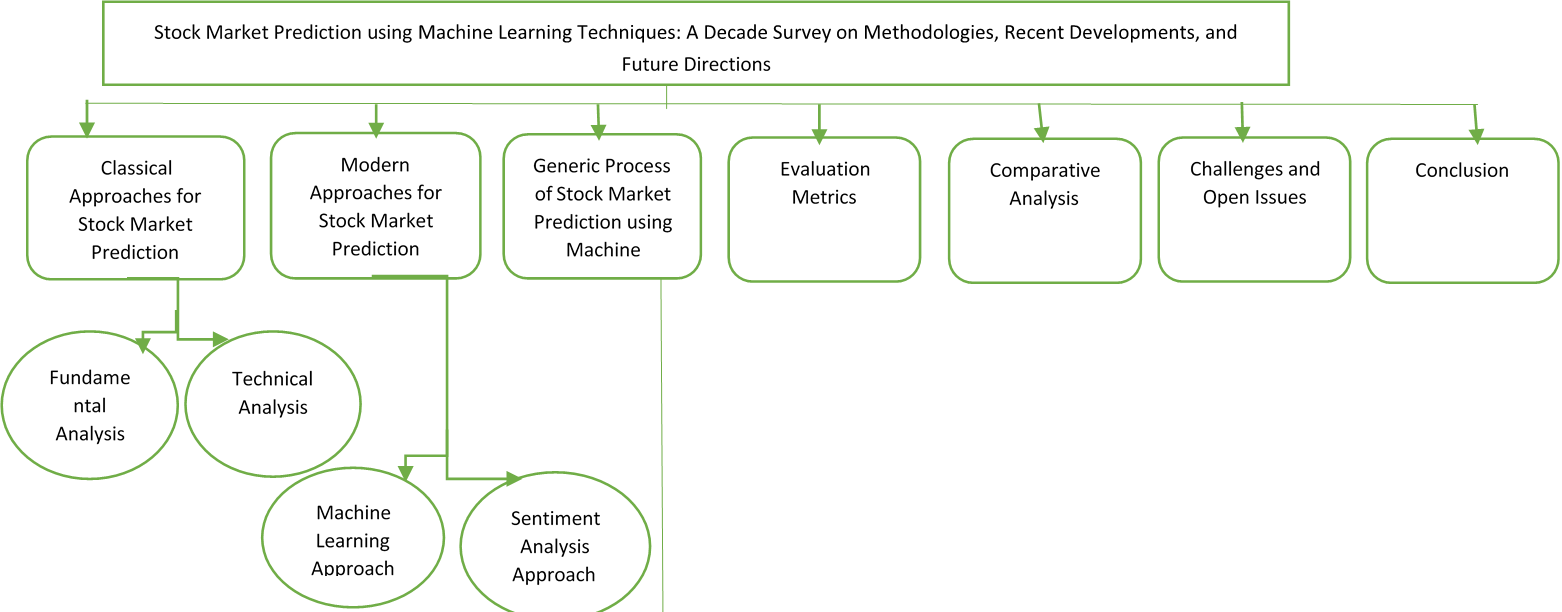 Stock Market Prediction using Machine Learning Techniques: A Decade Survey on Methodologies, Recent Developments, and
Future Directions
Classical
Approaches for
Stock Market
Prediction
Modern
Approaches for
Stock Market
Prediction
Generic Process
of Stock Market
Prediction using
Machine
Evaluation
Metrics
Comparative
Analysis
Challenges and
Open Issues
Conclusion
Fundame
ntal
Analysis
Technical
Analysis
Machine
Learning
Approach
Sentiment
Analysis
Approach